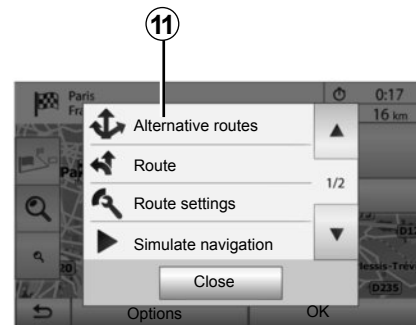 11
Paris
Fra
0:17
16 km
Alternative routes
Route
1/2
Route settings
Simulate navigation
Close
D235
Options
OK